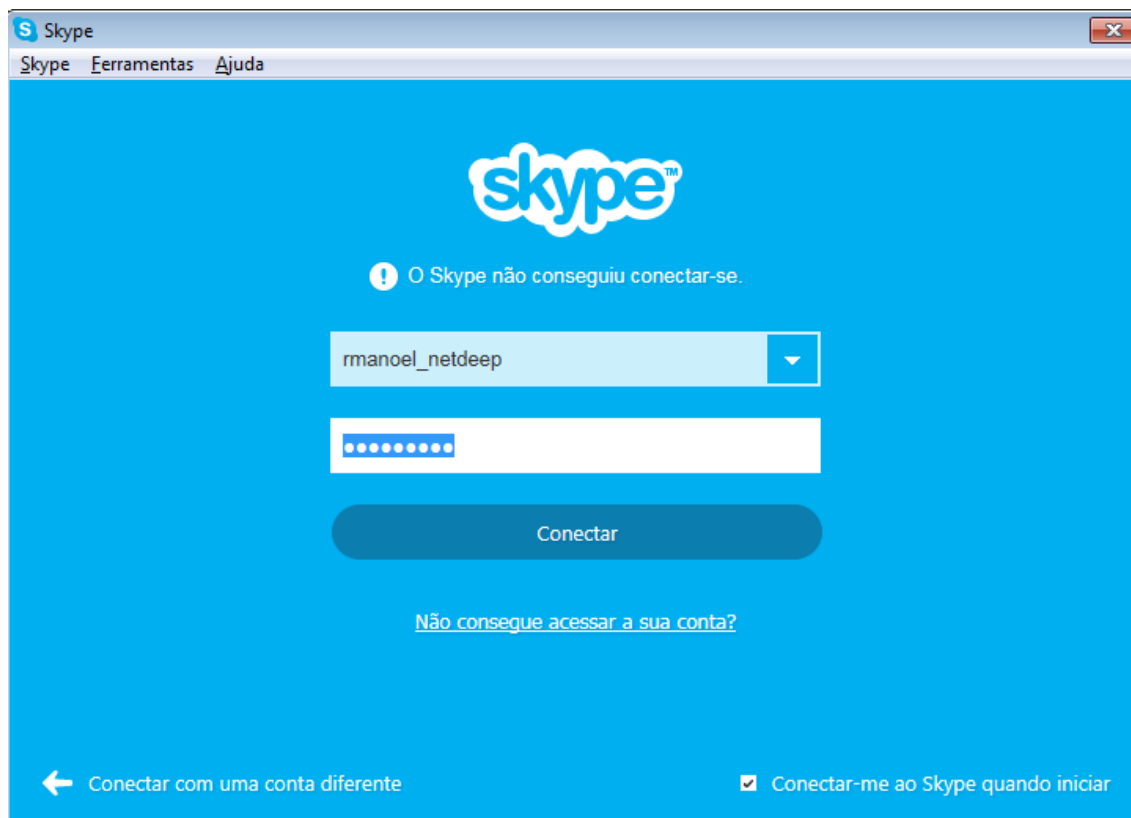 Skype
Skype Ferramentas Ajuda
skype™
O Skype não conseguiu conectar-se.
rmanoel_netdeep
Conectar
Não consegue acessar a sua conta?
Conectar com uma conta diferente
Conectar-me ao Skype quando iniciar